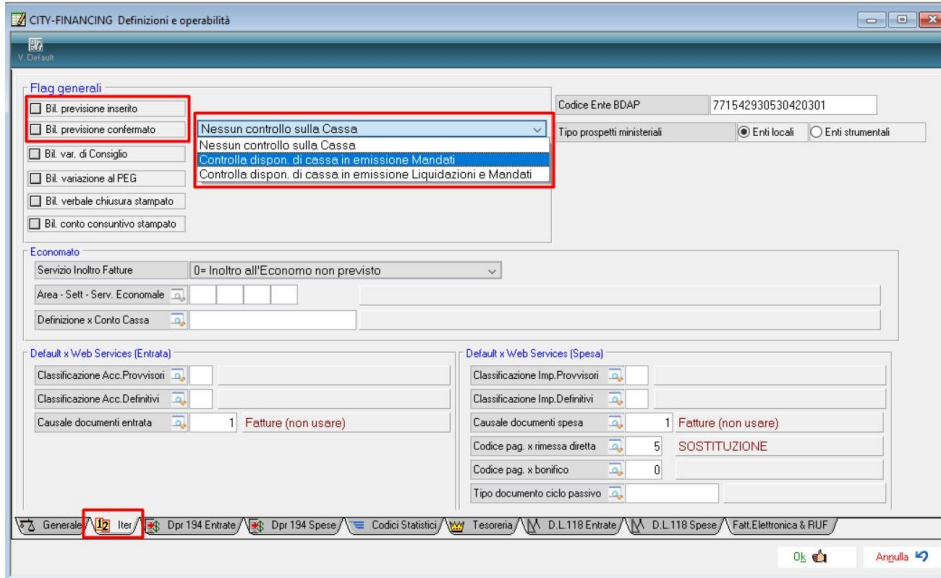 CITY-FINANCING Definizioni e operabilità
V. Default
Flag generali
Bil. previsione inserito
Bil. previsione confermato
Bil. var. di Consiglio
Bil. variazione al PEG
Bil. verbale chiusura stampato
Bil. conto consuntivo stampato
Nessun controllo sulla Cassa
Nessun controllo sulla Cassa
Controlla dispon. di cassa in emissione Mandati
Controlla dispon. di cassa in emissione Liquidazioni e Mandati
Codice Ente BDAP 771542930530420301
Tipo prospetti ministeriali Enti locali Enti strumentali
Economato
Servizio Inoltro Fatture 0= Inoltro all'Economo non previsto
Area - Sett - Serv. Economale
Definizione x Conto Cassa
Default x Web Services (Entrata)
Classificazione Acc.Provvisori
Classificazione Acc.Definitivi
Causale documenti entrata 1 Fatture (non usare)
Default x Web Services (Spesa)
Classificazione Imp.Provvisori
Classificazione Imp.Definitivi
Causale documenti spesa 1 Fatture (non usare)
Codice pag. x rimessa diretta 5 SOSTITUZIONE
Codice pag. x bonifico 0
Tipo documento ciclo passivo
Generale 12 Iter Dpr 194 Entrate Dpr 194 Spese Codici Statistici Tesoreria D.L.118 Entrate D.L.118 Spese Fatt.Elettronica & RUF
Ok Annulla